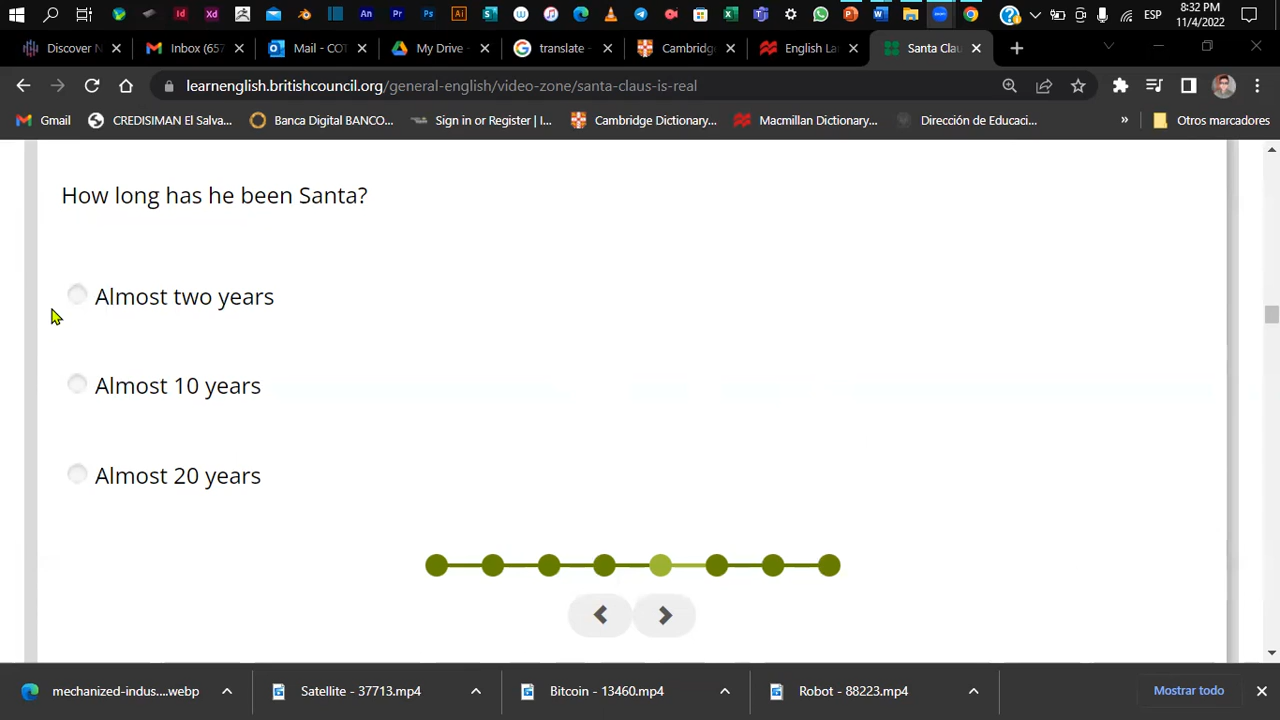 8:32 PM
ESP
11/4/2022
Discover N
Inbox (657
Mail - COT
My Drive -
translate -
Cambridge
English La
Santa Clau
learnenglish.britishcouncil.org/general-english/video-zone/santa-claus-is-real
Gmail
CREDISIMAN El Salva...
Banca Digital BANCO...
Sign in or Register | I...
Cambridge Dictionary...
Macmillan Dictionary...
Dirección de Educaci...
»
Otros marcadores
How long has he been Santa?
Almost two years
Almost 10 years
Almost 20 years
mechanized-indus....webp
Satellite - 37713.mp4
Bitcoin - 13460.mp4
Robot - 88223.mp4
Mostrar todo